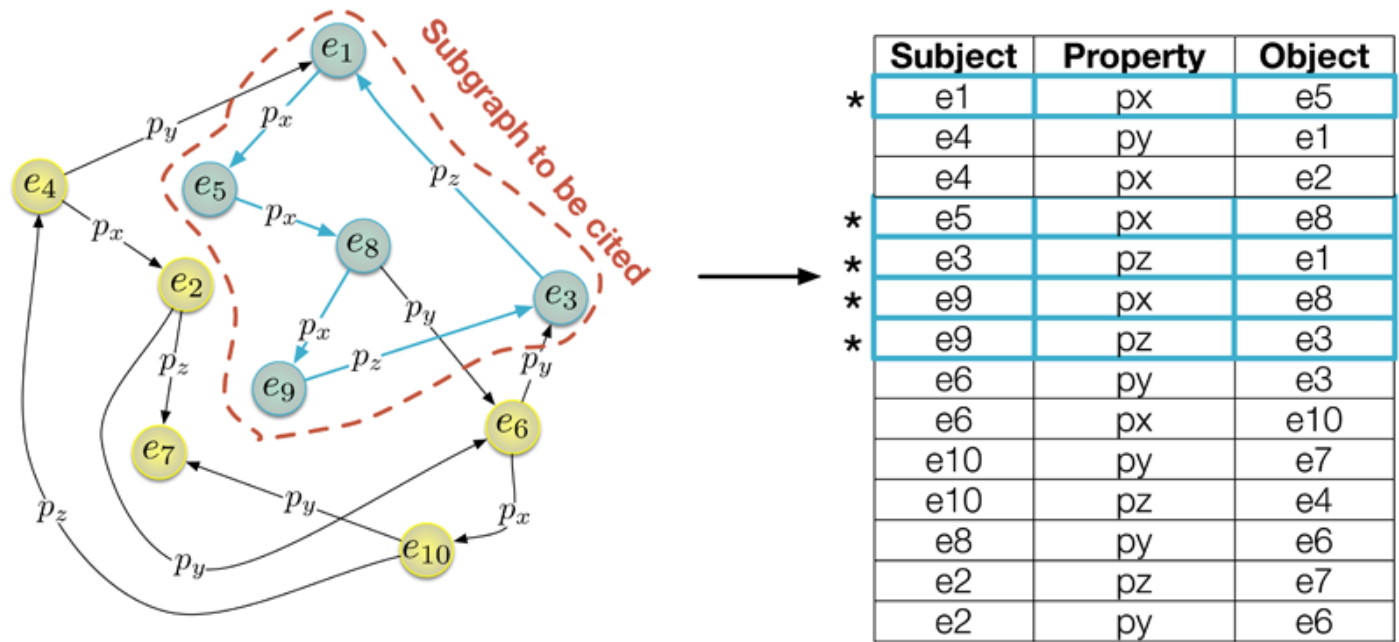 e1
Subgraph to be cited
px
py
e4
e5
pz
px
px
e8
e2
e3
py
px
pz
pz
py
e9
e6
e7
py
px
pz
e10
py
Subject Property Object
* e1 px e5
e4 py e1
e4 px e2
* e5 px e8
* e3 pz e1
* e9 px e8
* e9 pz e3
e6 py e3
e6 px e10
e10 py e7
e10 pz e4
e8 py e6
e2 pz e7
e2 py e6